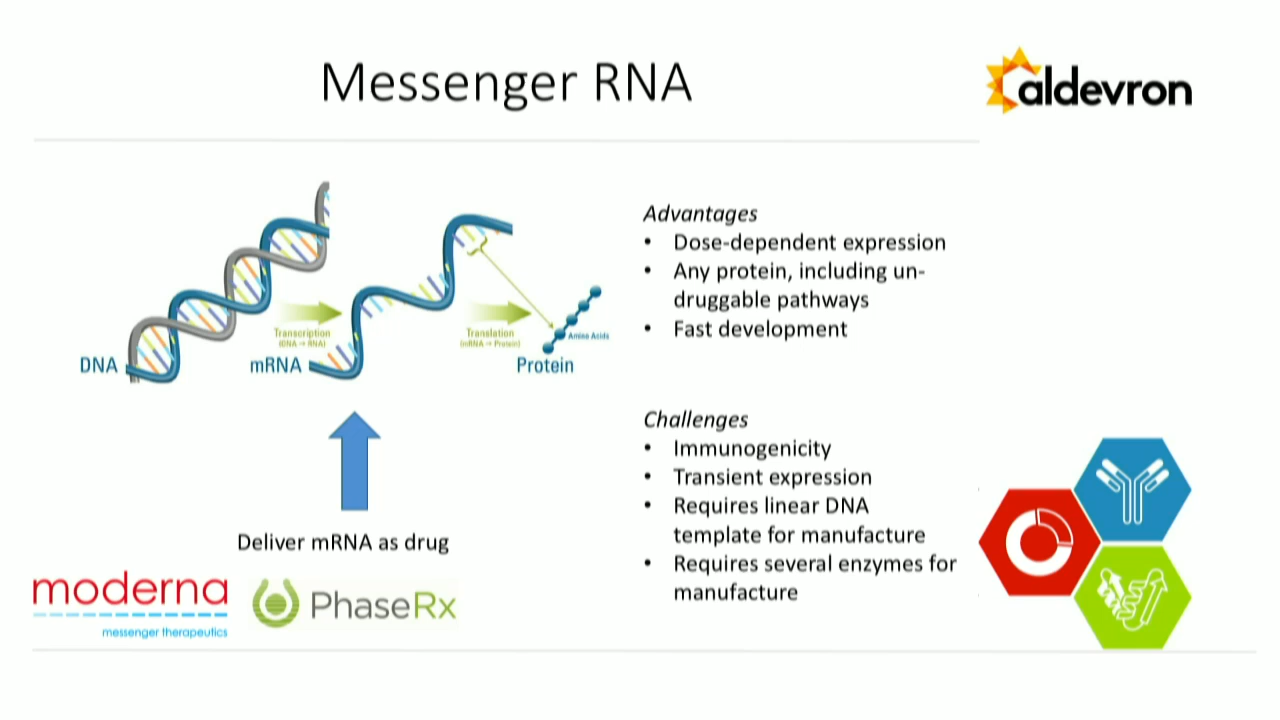 Messenger RNA
aldevron
Advantages
• Dose-dependent expression
• Any protein, including un-
druggable pathways
• Fast development
Transcription
(DNA → RNA)
Translation
(mRNA → Protein)
Amino Acids
DNA
mRNA
Protein
Challenges
• Immunogenicity
• Transient expression
• Requires linear DNA
template for manufacture
• Requires several enzymes for
manufacture
Deliver mRNA as drug
moderna
messenger therapeutics
PhaseRx